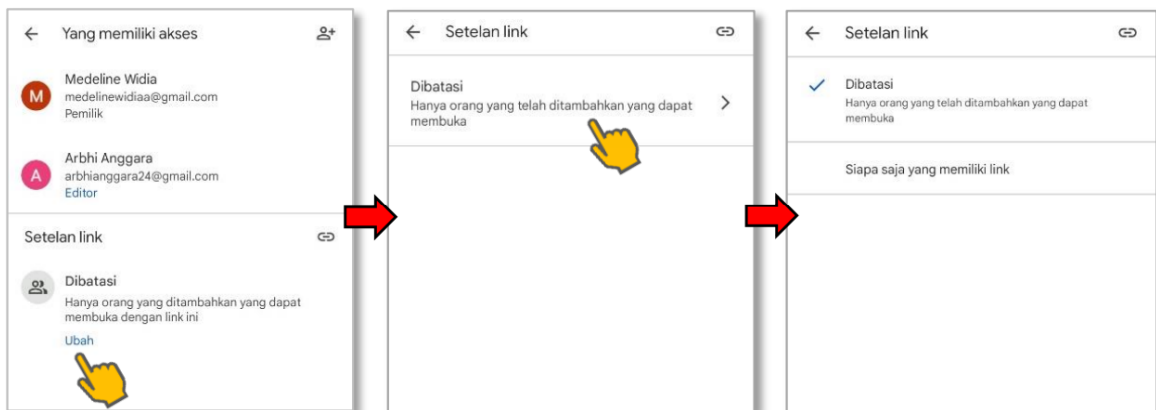 Yang memiliki akses
M
Medeline Widia
medelinewidiaa@gmail.com
Pemilik
A
Arbhi Anggara
arbhianggara24@gmail.com
Editor
Setelan link
Dibatasi
Hanya orang yang ditambahkan yang dapat
membuka dengan link ini
Ubah
Setelan link
Dibatasi
Hanya orang yang telah ditambahkan yang dapat
membuka
Setelan link
Dibatasi
Hanya orang yang telah ditambahkan yang dapat
membuka
Siapa saja yang memiliki link